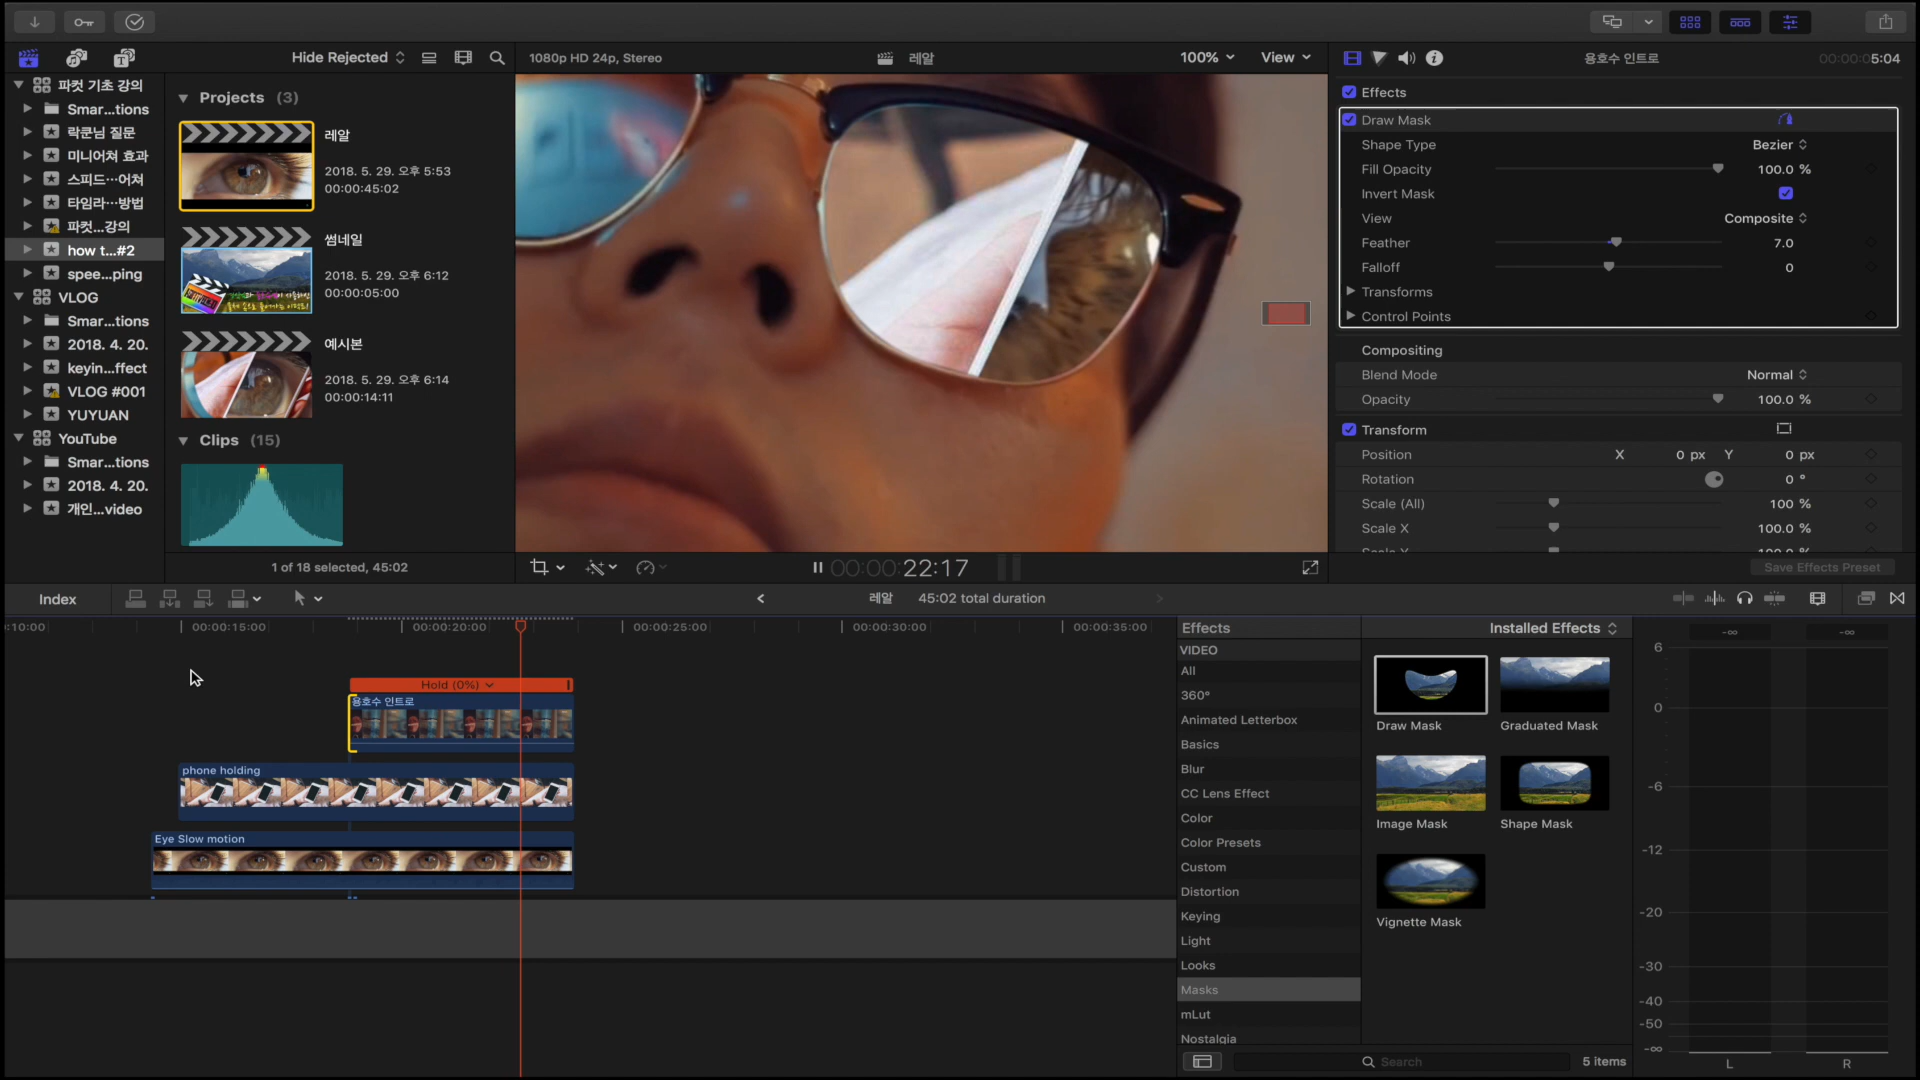 Hide Rejected
1080p HD 24p, Stereo
레알
100%
View
용호수 인트로
00:00:05:04
파컷 기초 강의
Smar...tions
락쿤님 질문
미니어쳐 효과
스피드…어쳐
타임라…방법
파컷...강의
how t...#2
spee...ping
VLOG
Smar...tions
2018. 4. 20.
keyin...ffect
VLOG #001
YUYUAN
YouTube
Smar...tions
2018. 4. 20.
개인...video
Projects (3)
레알
2018. 5. 29. 오후 5:53
00:00:45:02
썸네일
2018. 5. 29. 오후 6:12
00:00:05:00
예시본
2018. 5. 29. 오후 6:14
00:00:14:11
Clips (15)
1 of 18 selected, 45:02
00:00:22:17
Effects
Draw Mask
Shape Type
Bezier
Fill Opacity
100.0 %
Invert Mask
View
Composite
Feather
7.0
Falloff
0
Transforms
Control Points
Compositing
Blend Mode
Normal
Opacity
100.0 %
Transform
Position
X 0 px Y 0 px
Rotation
0 °
Scale (All)
100 %
Scale X
100.0 %
Save Effects Preset
Index
레알
45:02 total duration
:10:00
00:00:15:00
00:00:20:00
00:00:25:00
00:00:30:00
00:00:35:00
Hold (0%)
용호수 인트로
phone holding
Eye Slow motion
Effects
Installed Effects
VIDEO
All
360°
Animated Letterbox
Basics
Blur
CC Lens Effect
Color
Color Presets
Custom
Distortion
Keying
Light
Looks
Masks
mLut
Nostalgia
Draw Mask
Graduated Mask
Image Mask
Shape Mask
Vignette Mask
Search
5 items
-∞
-∞
6
0
-6
-12
-20
-30
-40
-50
-∞
L
R